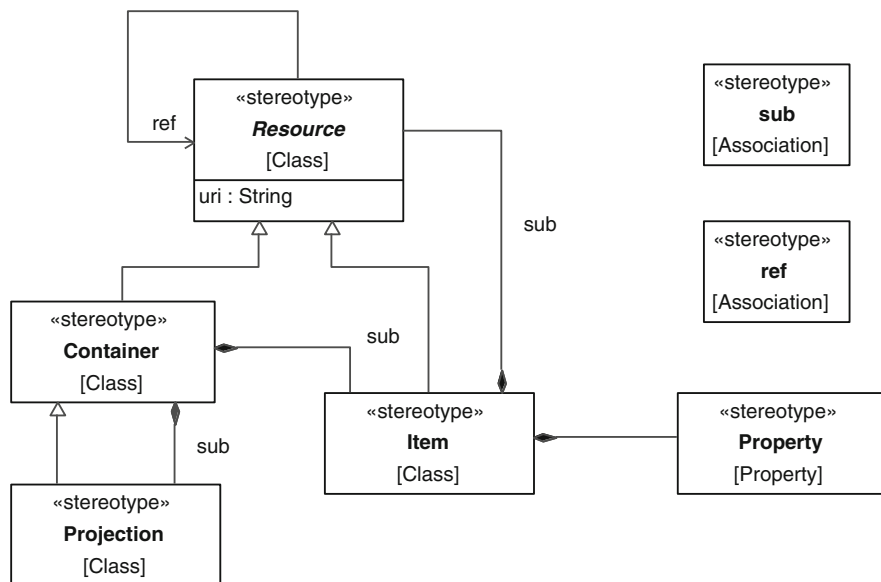 «stereotype»
Resource
[Class]
uri : String
ref
«stereotype»
sub
[Association]
sub
«stereotype»
ref
[Association]
«stereotype»
Container
[Class]
sub
«stereotype»
Item
[Class]
«stereotype»
Property
[Property]
sub
«stereotype»
Projection
[Class]